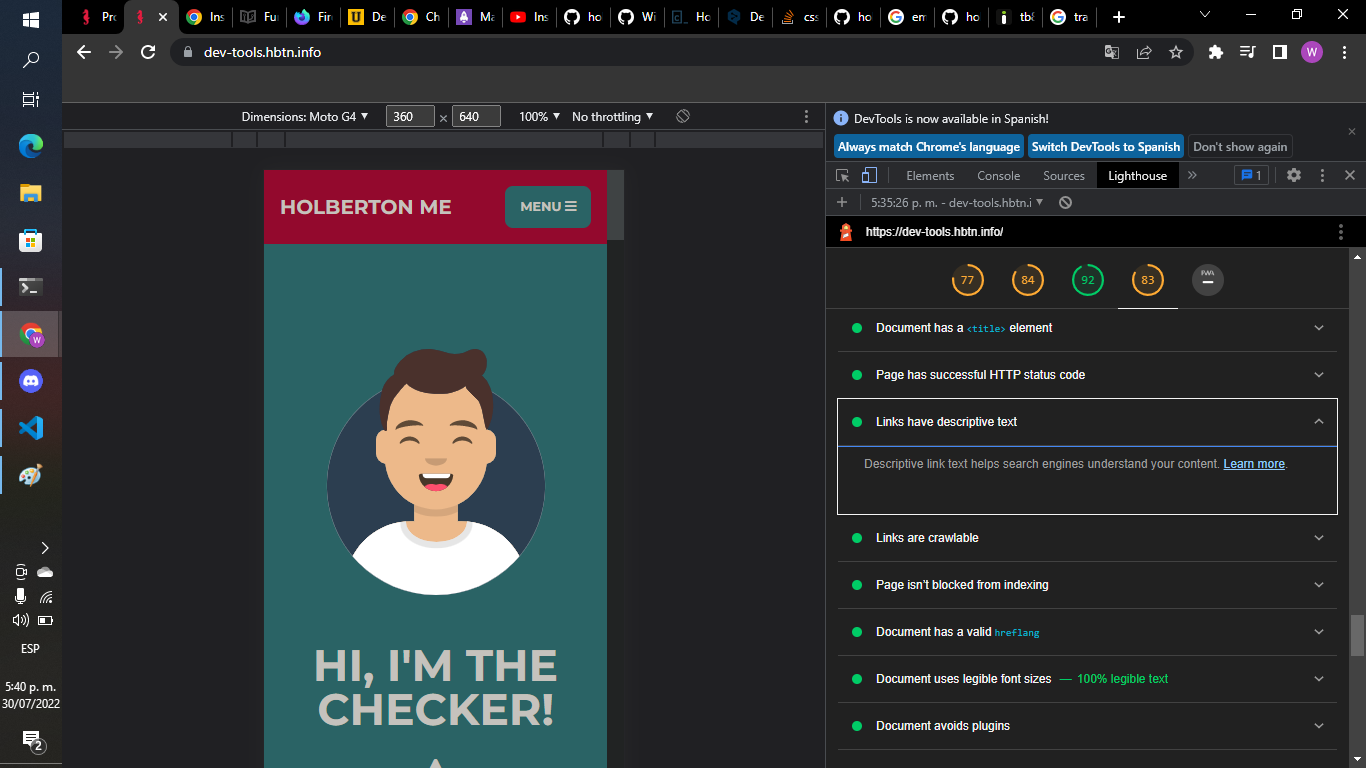 Pr
Ins
Fu
Fir
De
Ch
Ma
Ins
ho
Wi
Ho
De
css
ho
em
ho
tb8
tra
dev-tools.hbtn.info
W
Dimensions: Moto G4 ▼ 360 × 640 100% ▼ No throttling ▼
DevTools is now available in Spanish!
Always match Chrome's language Switch DevTools to Spanish Don't show again
Elements Console Sources Lighthouse » 1
5:35:26 p. m. - dev-tools.hbtn.i ▼
https://dev-tools.hbtn.info/
77 84 92 83 PWA
Document has a <title> element
Page has successful HTTP status code
Links have descriptive text
Descriptive link text helps search engines understand your content. Learn more.
Links are crawlable
Page isn't blocked from indexing
Document has a valid hreflang
Document uses legible font sizes — 100% legible text
Document avoids plugins
HOLBERTON ME
MENU
HI, I'M THE
CHECKER!
ESP
5:40 p. m.
30/07/2022
2